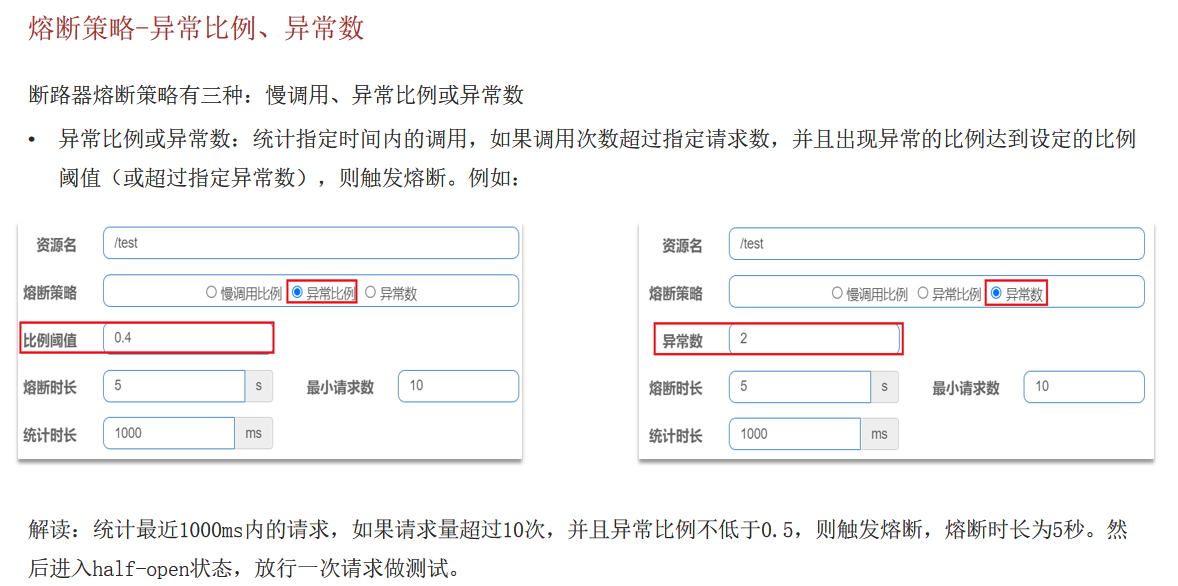 熔断策略-异常比例、异常数
断路器熔断策略有三种：慢调用、异常比例或异常数
• 异常比例或异常数：统计指定时间内的调用，如果调用次数超过指定请求数，并且出现异常的比例达到设定的比例
阈值（或超过指定异常数），则触发熔断。例如：
资源名 /test
熔断策略 慢调用比例 异常比例 异常数
比例阈值 0.4
熔断时长 5 s 最小请求数 10
统计时长 1000 ms
资源名 /test
熔断策略 慢调用比例 异常比例 异常数
异常数 2
熔断时长 5 s 最小请求数 10
统计时长 1000 ms
解读：统计最近1000ms内的请求，如果请求量超过10次，并且异常比例不低于0.5，则触发熔断，熔断时长为5秒。然
后进入half-open状态，放行一次请求做测试。